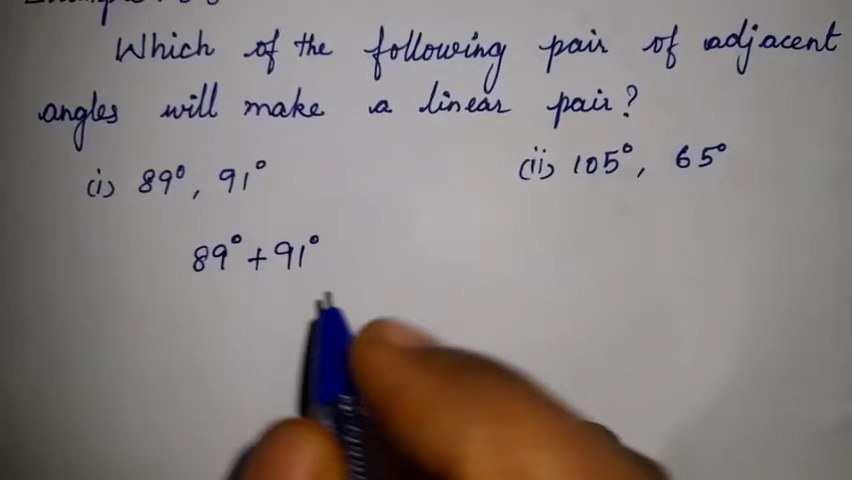 Which of the following pair of adjacent
angles will make a linear pair?
(i) 89°, 91°
(ii) 105°, 65°
89° + 91°